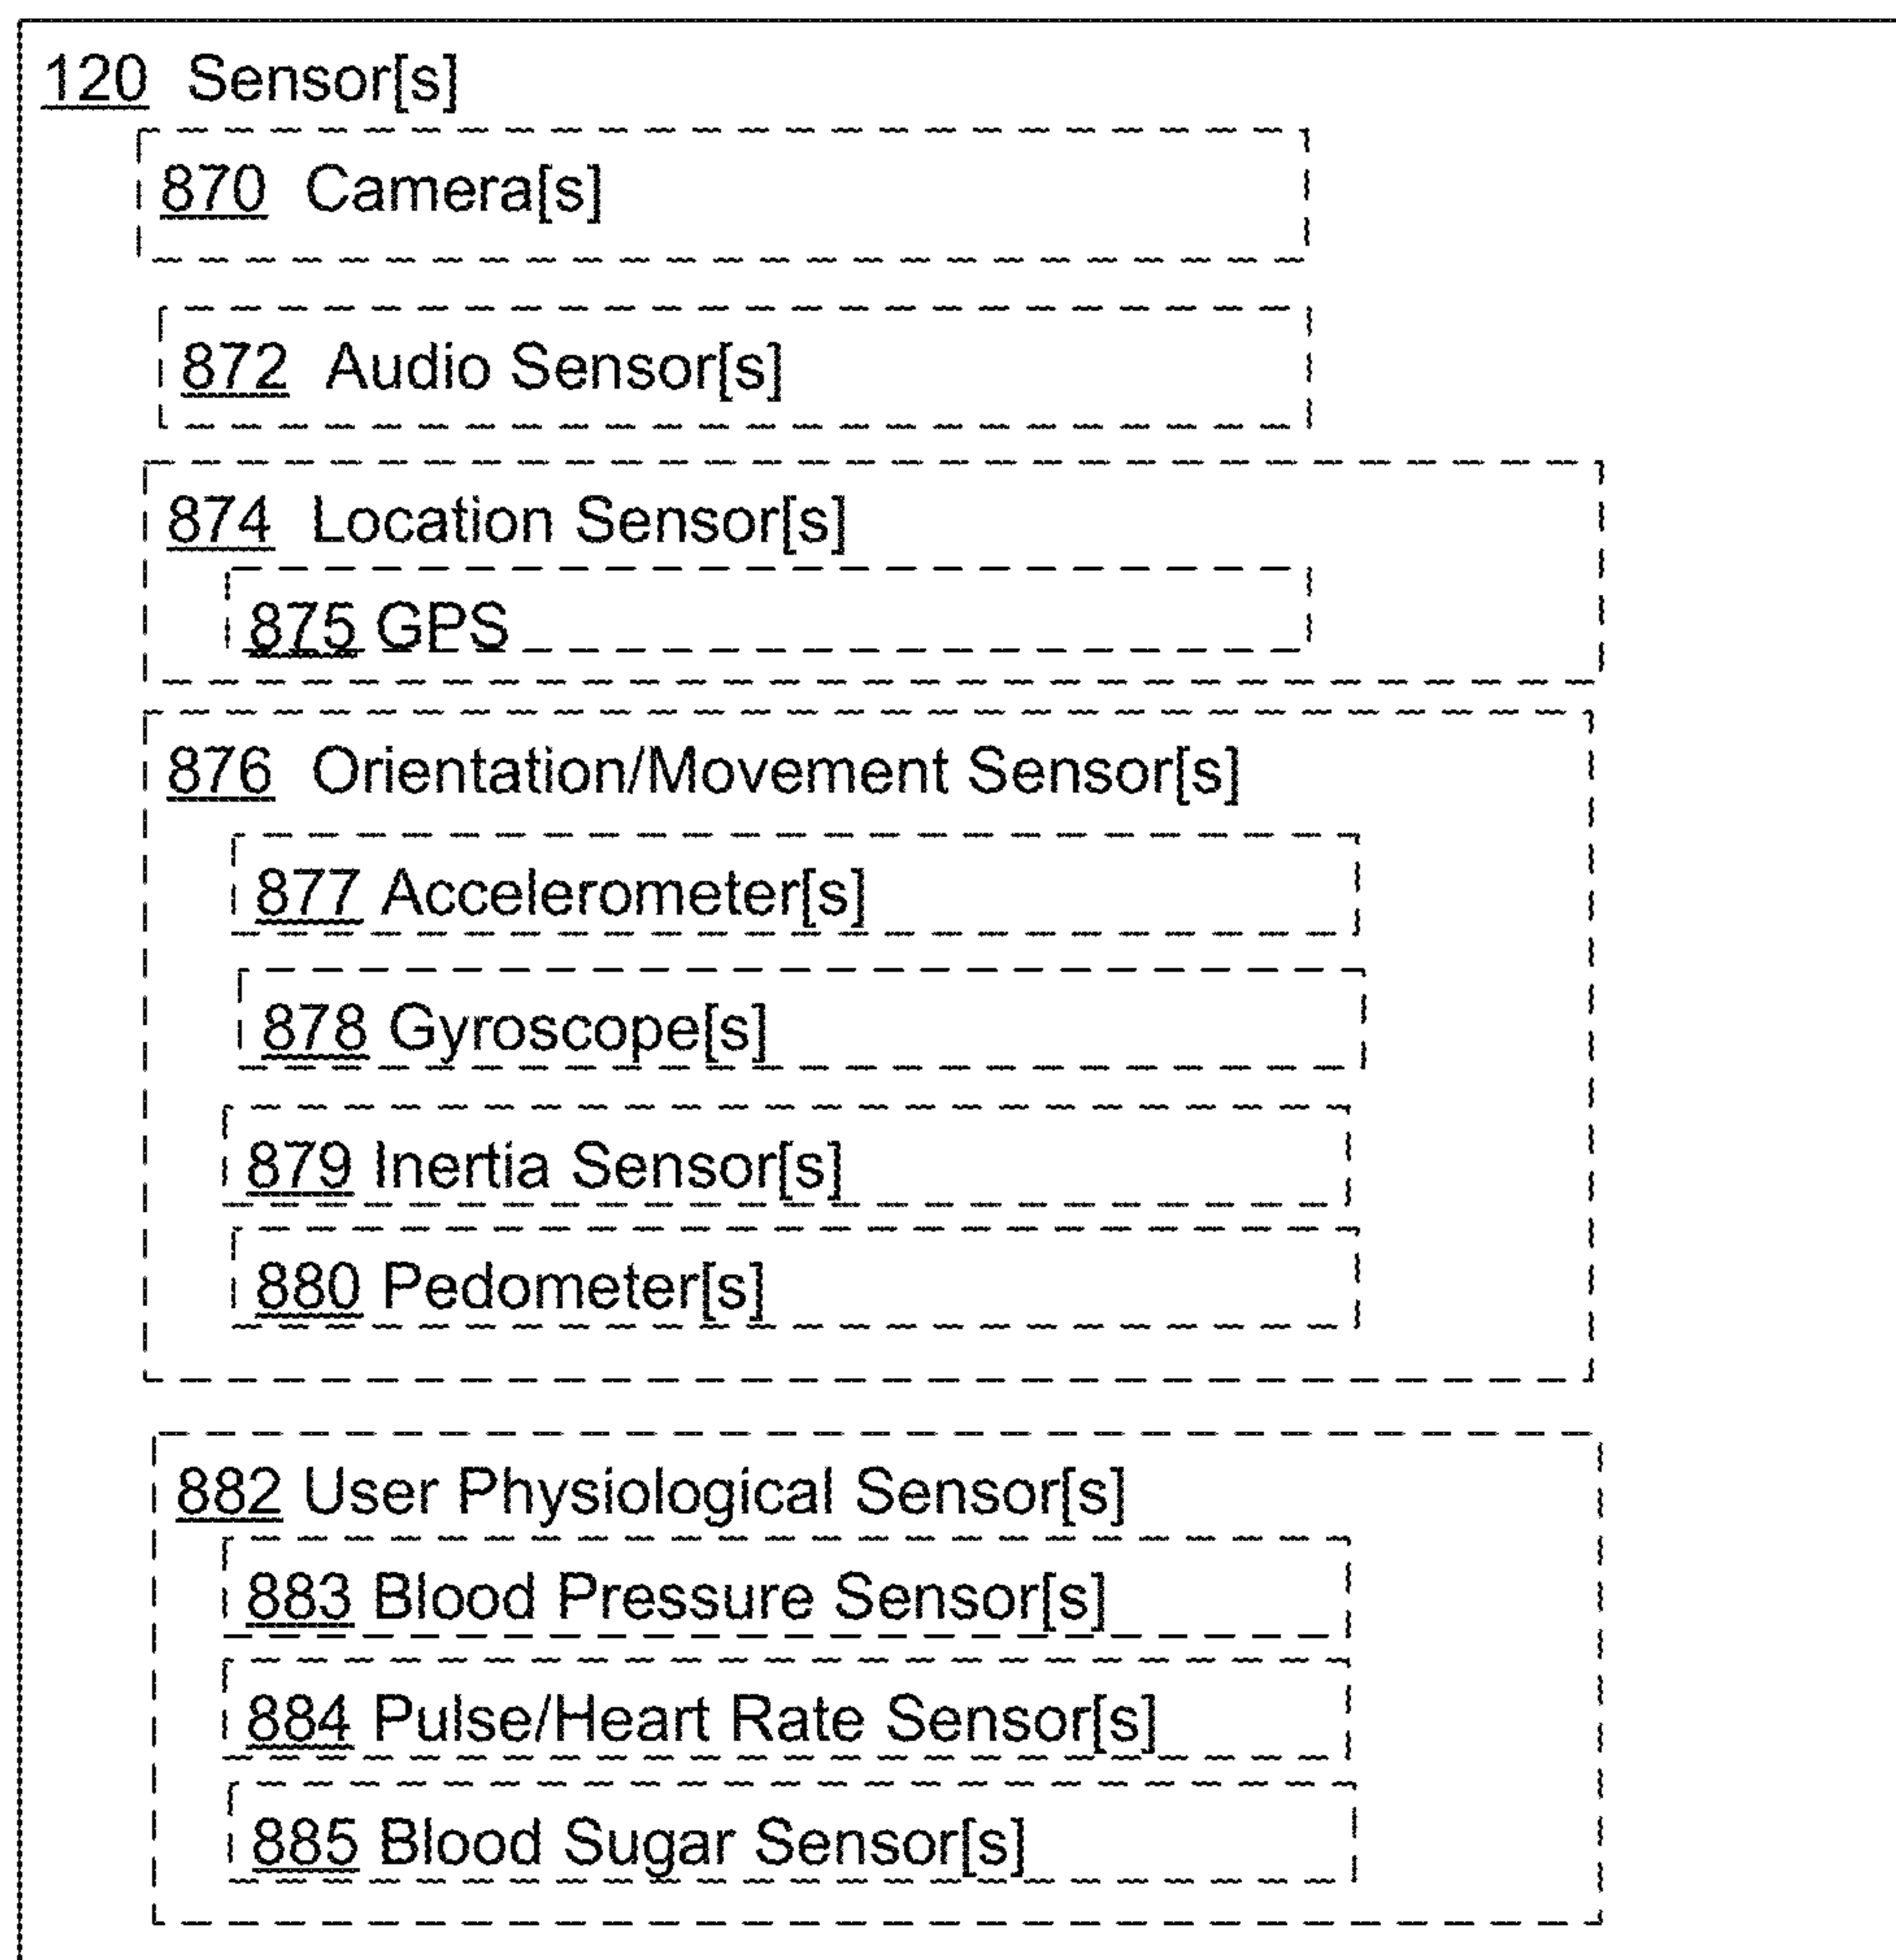 120 Sensor[s]
870 Camera[s]
872 Audio Sensor[s]
874 Location Sensor[s]
875 GPS
876 Orientation/Movement Sensor[s]
877 Accelerometer[s]
878 Gyroscope[s]
879 Inertia Sensor[s]
880 Pedometer[s]
882 User Physiological Sensor[s]
883 Blood Pressure Sensor[s]
884 Pulse/Heart Rate Sensor[s]
885 Blood Sugar Sensor[s]